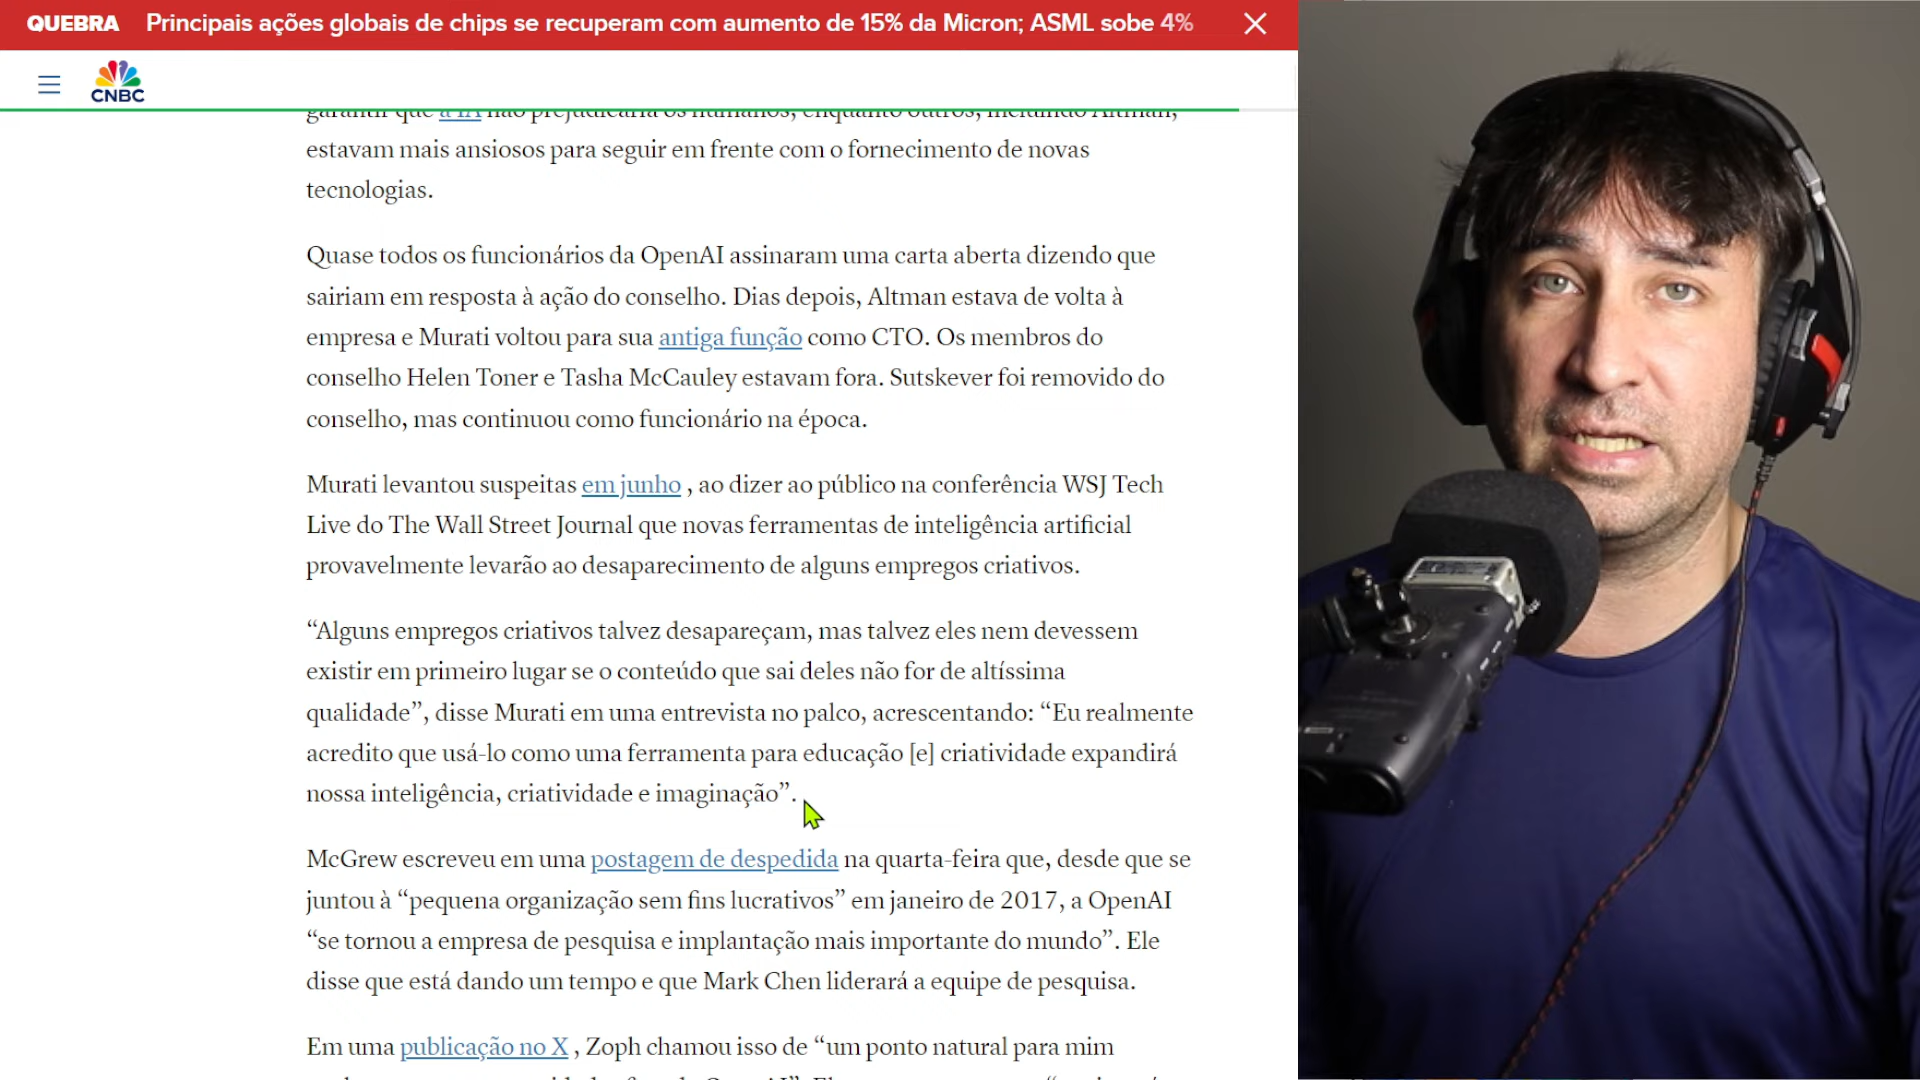 QUEBRA Principais ações globais de chips se recuperam com aumento de 15% da Micron; ASML sobe 4%
CNBC
garantir que a IA não prejudicaria os humanos, enquanto outros, incluindo Altman,
estavam mais ansiosos para seguir em frente com o fornecimento de novas
tecnologias.
Quase todos os funcionários da OpenAI assinaram uma carta aberta dizendo que
sairiam em resposta à ação do conselho. Dias depois, Altman estava de volta à
empresa e Murati voltou para sua antiga função como CTO. Os membros do
conselho Helen Toner e Tasha McCauley estavam fora. Sutskever foi removido do
conselho, mas continuou como funcionário na época.
Murati levantou suspeitas em junho , ao dizer ao público na conferência WSJ Tech
Live do The Wall Street Journal que novas ferramentas de inteligência artificial
provavelmente levarão ao desaparecimento de alguns empregos criativos.
“Alguns empregos criativos talvez desapareçam, mas talvez eles nem devessem
existir em primeiro lugar se o conteúdo que sai deles não for de altíssima
qualidade”, disse Murati em uma entrevista no palco, acrescentando: “Eu realmente
acredito que usá-lo como uma ferramenta para educação [e] criatividade expandirá
nossa inteligência, criatividade e imaginação”.
McGrew escreveu em uma postagem de despedida na quarta-feira que, desde que se
juntou à “pequena organização sem fins lucrativos” em janeiro de 2017, a OpenAI
“se tornou a empresa de pesquisa e implantação mais importante do mundo”. Ele
disse que está dando um tempo e que Mark Chen liderará a equipe de pesquisa.
Em uma publicação no X , Zoph chamou isso de “um ponto natural para mim